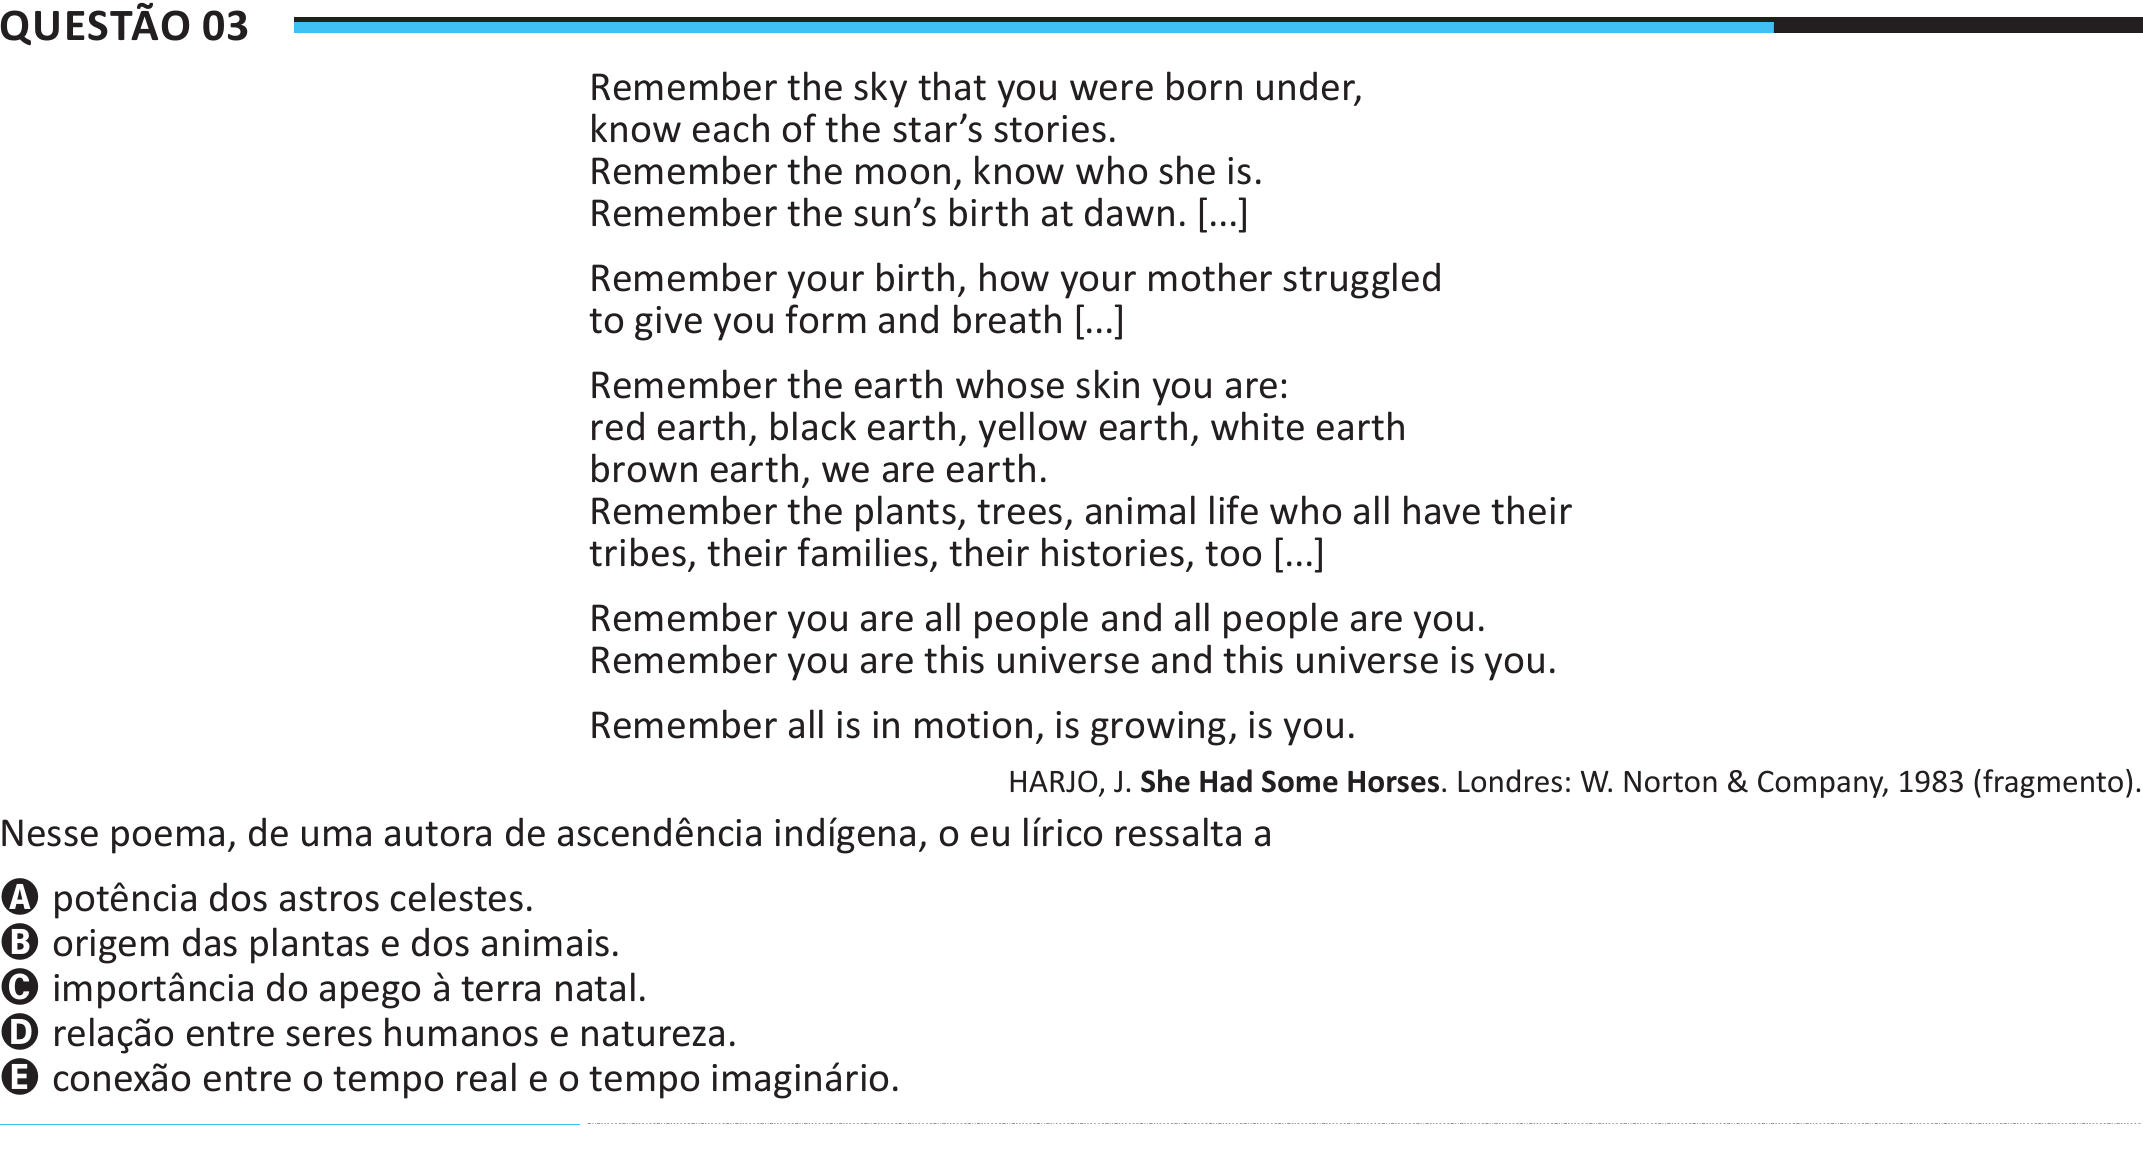 QUESTÃO 03
Remember the sky that you were born under,
know each of the star’s stories.
Remember the moon, know who she is.
Remember the sun’s birth at dawn. [...]
Remember your birth, how your mother struggled
to give you form and breath [...]
Remember the earth whose skin you are:
red earth, black earth, yellow earth, white earth
brown earth, we are earth.
Remember the plants, trees, animal life who all have their
tribes, their families, their histories, too [...]
Remember you are all people and all people are you.
Remember you are this universe and this universe is you.
Remember all is in motion, is growing, is you.
HARJO, J. She Had Some Horses. Londres: W. Norton & Company, 1983 (fragmento).
Nesse poema, de uma autora de ascendência indígena, o eu lírico ressalta a
A potência dos astros celestes.
B origem das plantas e dos animais.
C importância do apego à terra natal.
D relação entre seres humanos e natureza.
E conexão entre o tempo real e o tempo imaginário.